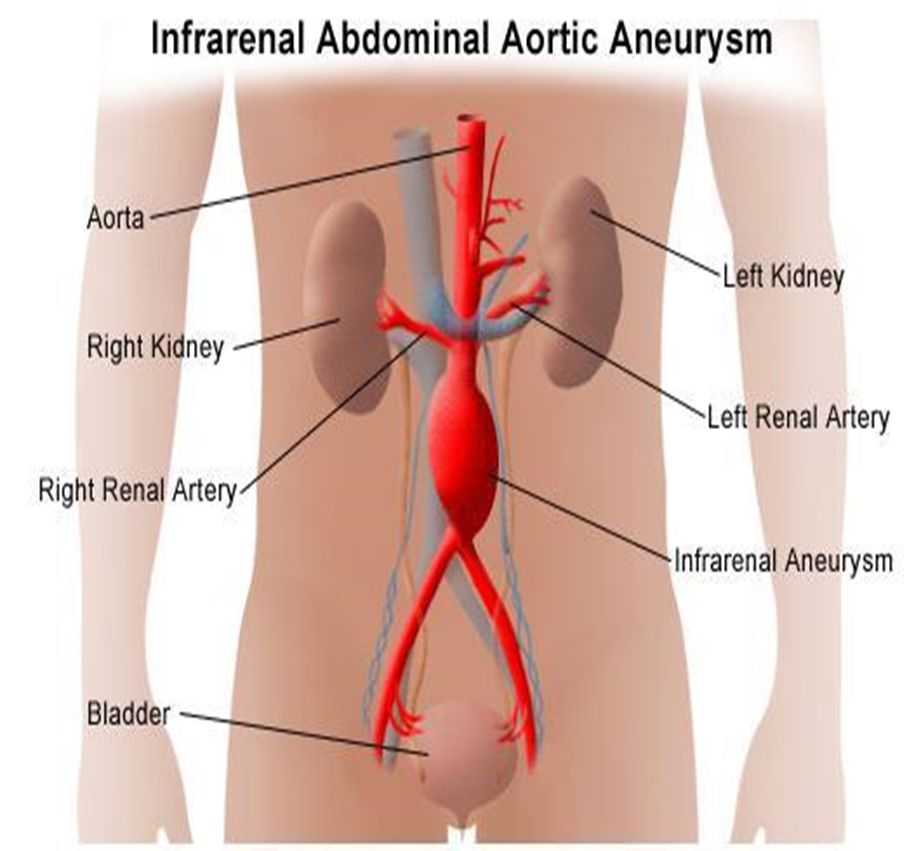 Infrarenal Abdominal Aortic Aneurysm
Aorta
Left Kidney
Right Kidney
Left Renal Artery
Right Renal Artery
Infrarenal Aneurysm
Bladder